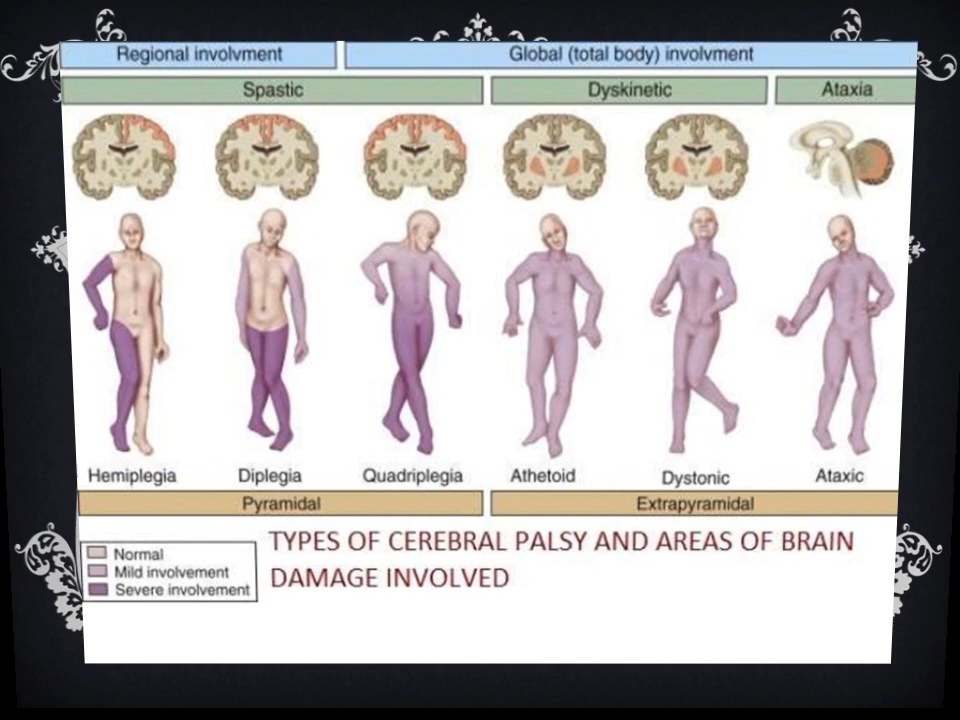 Regional involvment Global (total body) involvment
Spastic Dyskinetic Ataxia
Hemiplegia Diplegia Quadriplegia Athetoid Dystonic Ataxic
Pyramidal Extrapyramidal
Normal
Mild involvement
Severe involvement
TYPES OF CEREBRAL PALSY AND AREAS OF BRAIN
DAMAGE INVOLVED